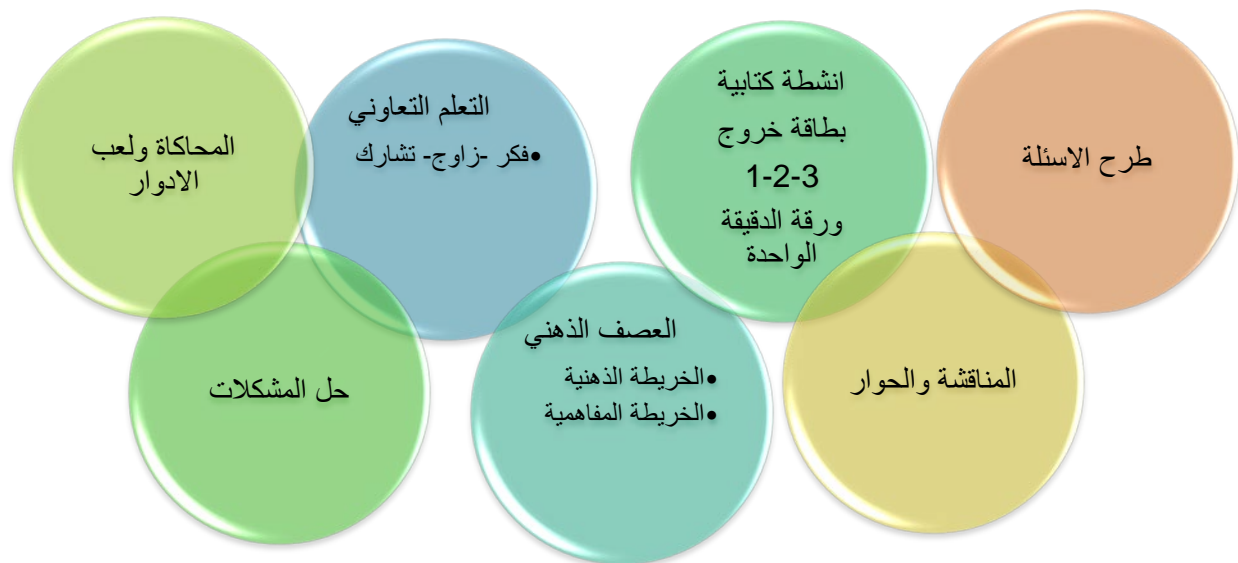 طرح الاسئلة
المناقشة والحوار
انشطة كتابية
بطاقة خروج
1-2-3
ورقة الدقيقة
الواحدة
العصف الذهني
•الخريطة الذهنية
•الخريطة المفاهمية
التعلم التعاوني
•فكر -زاوج- تشارك
حل المشكلات
المحاكاة ولعب
الادوار